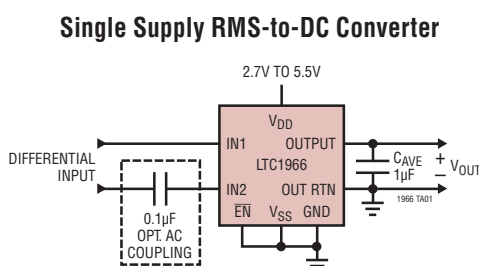 Single Supply RMS-to-DC Converter
2.7V TO 5.5V
VDD
IN1
OUTPUT
DIFFERENTIAL
INPUT
LTC1966
CAVE
1µF
+
–
VOUT
IN2
OUT RTN
1966 TA01
0.1µF
OPT. AC
COUPLING
EN VSS GND